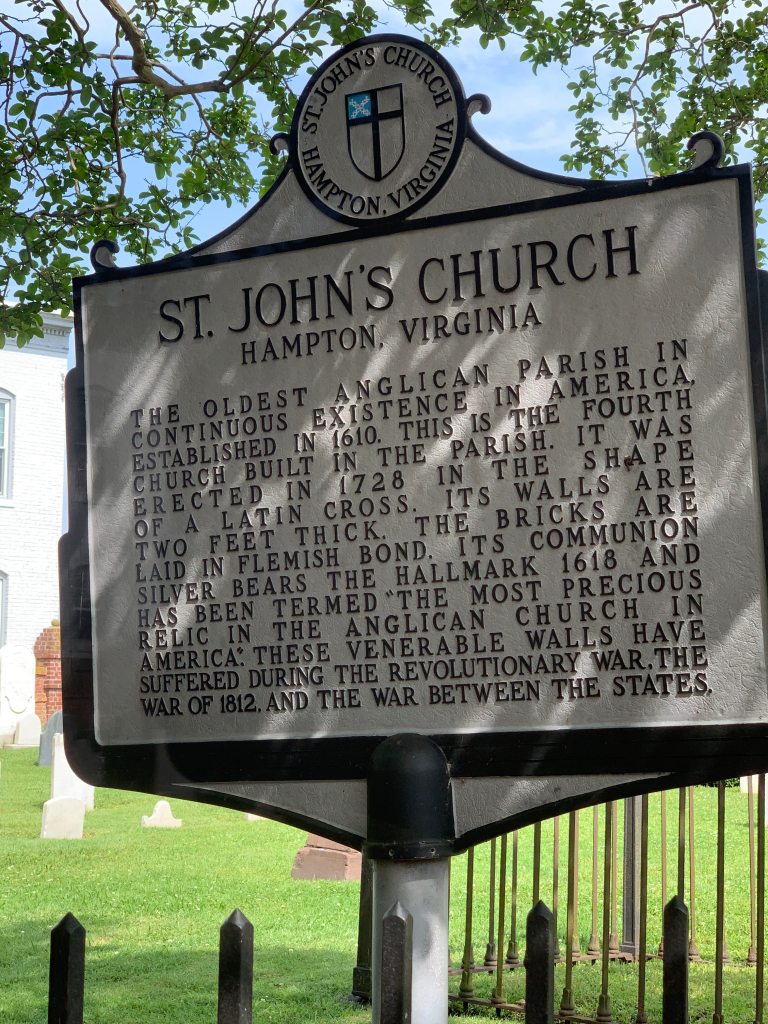 ST. JOHN'S CHURCH
HAMPTON, VIRGINIA
ST. JOHN'S CHURCH
HAMPTON, VIRGINIA
THE OLDEST ANGLICAN PARISH IN
CONTINUOUS EXISTENCE IN AMERICA,
ESTABLISHED IN 1610. THIS IS THE FOURTH
CHURCH BUILT IN THE PARISH. IT WAS
ERECTED IN 1728 IN THE SHAPE
OF A LATIN CROSS. ITS WALLS ARE
TWO FEET THICK. THE BRICKS ARE
LAID IN FLEMISH BOND. ITS COMMUNION
SILVER BEARS THE HALLMARK 1618 AND
HAS BEEN TERMED "THE MOST PRECIOUS
RELIC IN THE ANGLICAN CHURCH IN
AMERICA". THESE VENERABLE WALLS HAVE
SUFFERED DURING THE REVOLUTIONARY WAR. THE
WAR OF 1812, AND THE WAR BETWEEN THE STATES.